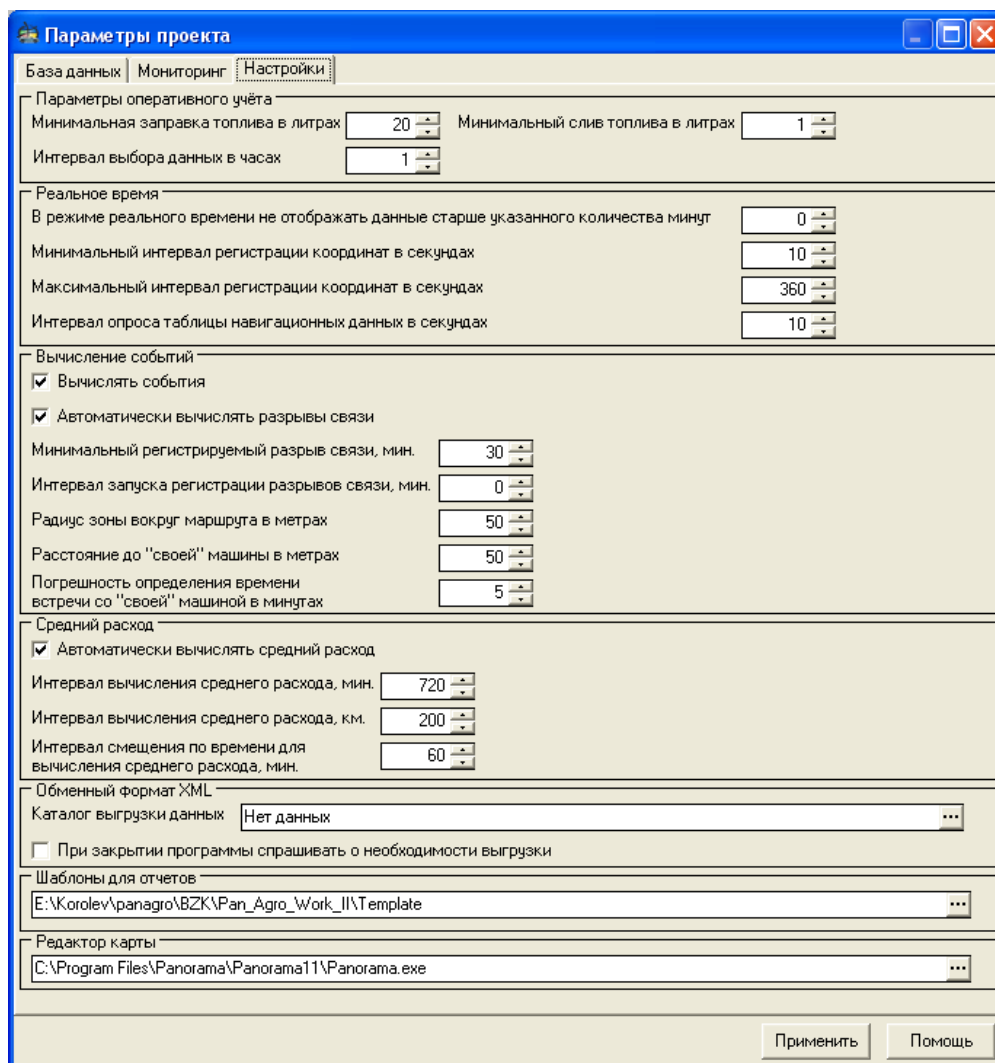 Параметры проекта
База данных Мониторинг Настройки
Параметры оперативного учёта
Минимальная заправка топлива в литрах 20 Минимальный слив топлива в литрах 1
Интервал выбора данных в часах 1
Реальное время
В режиме реального времени не отображать данные старше указанного количества минут 0
Минимальный интервал регистрации координат в секундах 10
Максимальный интервал регистрации координат в секундах 360
Интервал опроса таблицы навигационных данных в секундах 10
Вычисление событий
Вычислять события
Автоматически вычислять разрывы связи
Минимальный регистрируемый разрыв связи, мин. 30
Интервал запуска регистрации разрывов связи, мин. 0
Радиус зоны вокруг маршрута в метрах 50
Расстояние до "своей" машины в метрах 50
Погрешность определения времени
встречи со "своей" машиной в минутах 5
Средний расход
Автоматически вычислять средний расход
Интервал вычисления среднего расхода, мин. 720
Интервал вычисления среднего расхода, км. 200
Интервал смещения по времени для
вычисления среднего расхода, мин. 60
Обменный формат XML
Каталог выгрузки данных Нет данных ...
При закрытии программы спрашивать о необходимости выгрузки
Шаблоны для отчетов
E:\Korolev\panagro\BZK\Pan_Agro_Work_II\Template ...
Редактор карты
C:\Program Files\Panorama\Panorama11\Panorama.exe ...
Применить Помощь